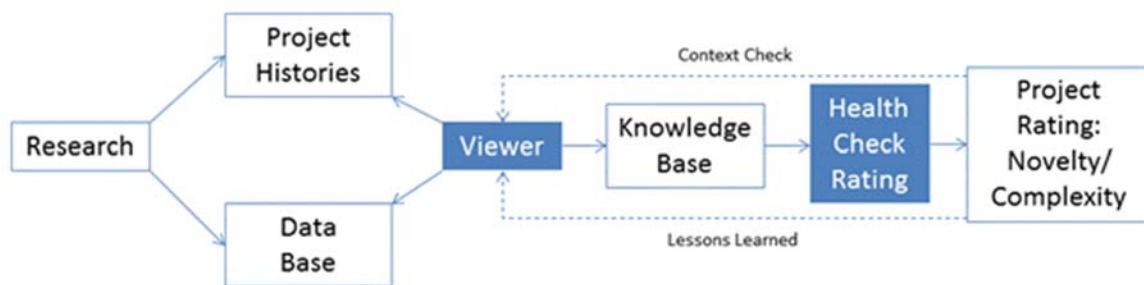 Project
Histories
Research
Data
Base
Viewer
Context Check
Knowledge
Base
Lessons Learned
Health
Check
Rating
Project
Rating:
Novelty/
Complexity